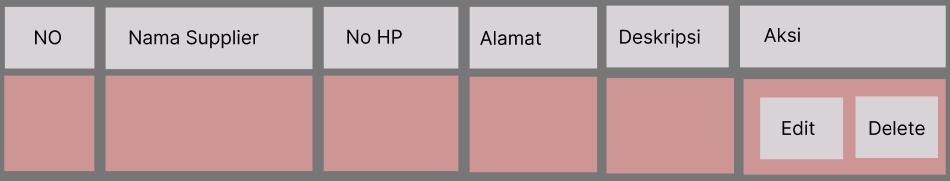 NO Nama Supplier No HP Alamat Deskripsi Aksi
Edit Delete